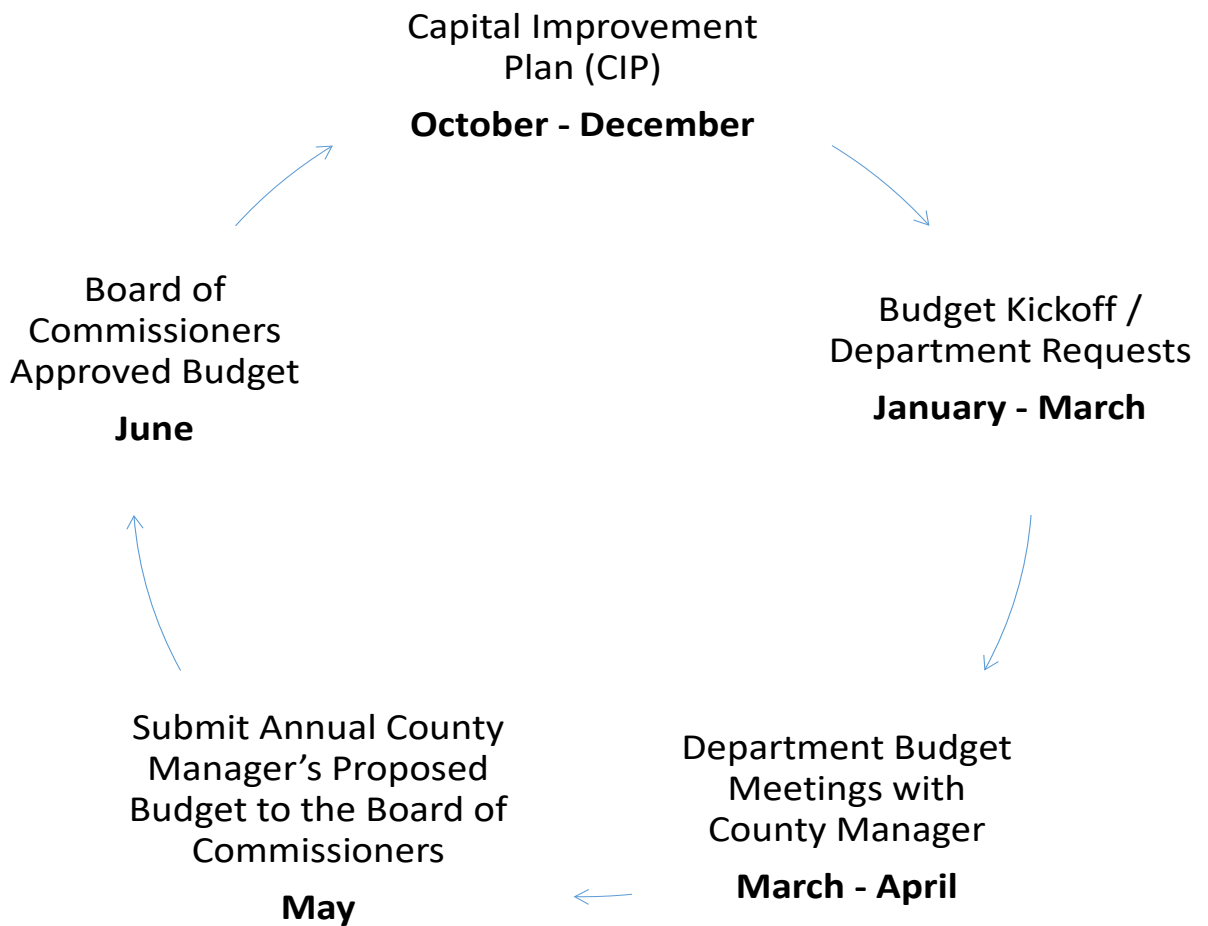 Capital Improvement
Plan (CIP)
October - December
Budget Kickoff /
Department Requests
January - March
Department Budget
Meetings with
County Manager
March - April
Submit Annual County
Manager’s Proposed
Budget to the Board of
Commissioners
May
Board of
Commissioners
Approved Budget
June